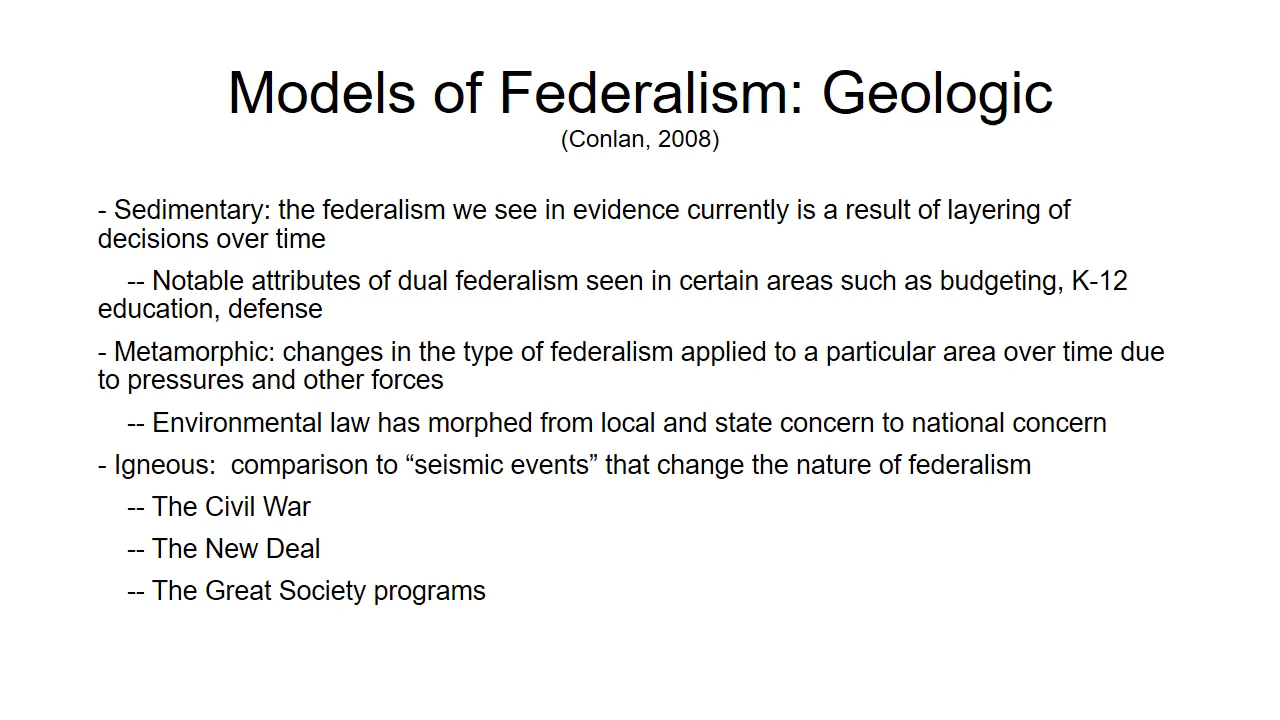 Models of Federalism: Geologic
(Conlan, 2008)
- Sedimentary: the federalism we see in evidence currently is a result of layering of
decisions over time
-- Notable attributes of dual federalism seen in certain areas such as budgeting, K-12
education, defense
- Metamorphic: changes in the type of federalism applied to a particular area over time due
to pressures and other forces
-- Environmental law has morphed from local and state concern to national concern
- Igneous:  comparison to “seismic events” that change the nature of federalism
-- The Civil War
-- The New Deal
-- The Great Society programs